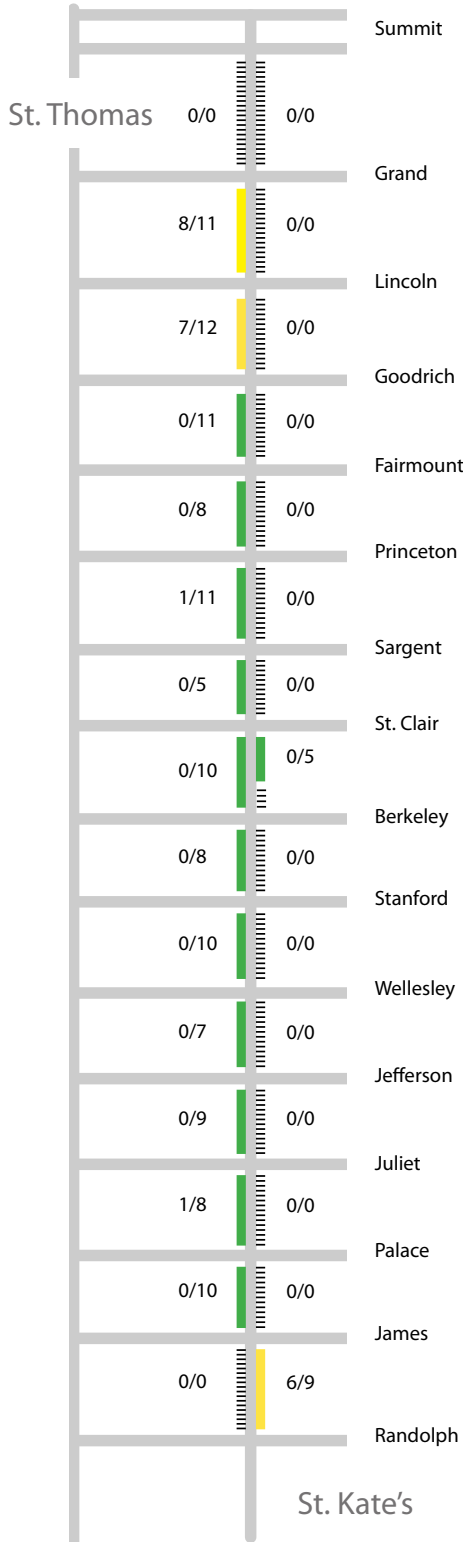 Summit
St. Thomas 0/0 0/0
Grand
8/11 0/0
Lincoln
7/12 0/0
Goodrich
0/11 0/0
Fairmount
0/8 0/0
Princeton
1/11 0/0
Sargent
0/5 0/0
St. Clair
0/10 0/5
Berkeley
0/8 0/0
Stanford
0/10 0/0
Wellesley
0/7 0/0
Jefferson
0/9 0/0
Juliet
1/8 0/0
Palace
0/10 0/0
James
0/0 6/9
Randolph
St. Kate's